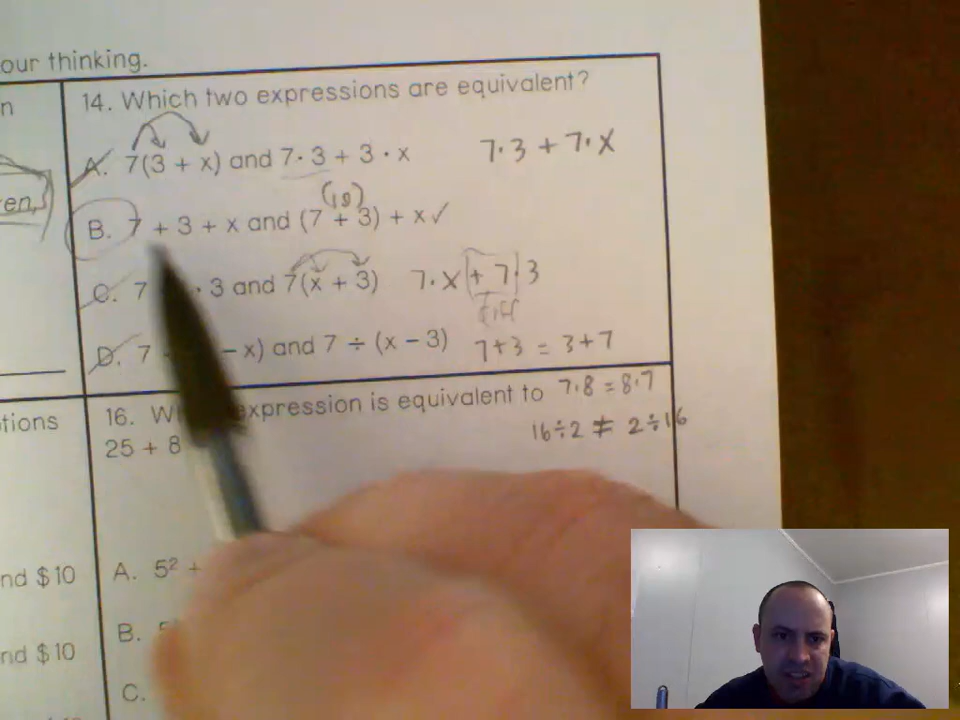 our thinking.
14. Which two expressions are equivalent?
A. 7(3 + x) and 7 · 3 + 3 · x 7·3 + 7·x
en,
(10)
B. 7 + 3 + x and (7 + 3) + x ✓
C. 7 · 3 and 7(x + 3) 7·x + 7·3
diff
D. 7 - x) and 7 ÷ (x − 3) 7+3 = 3+7
tions
16. expression is equivalent to 7·8 = 8·7
25 + 8 16÷2 ≠ 2÷16
nd $10
A. 5² +
nd $10
B.
C.